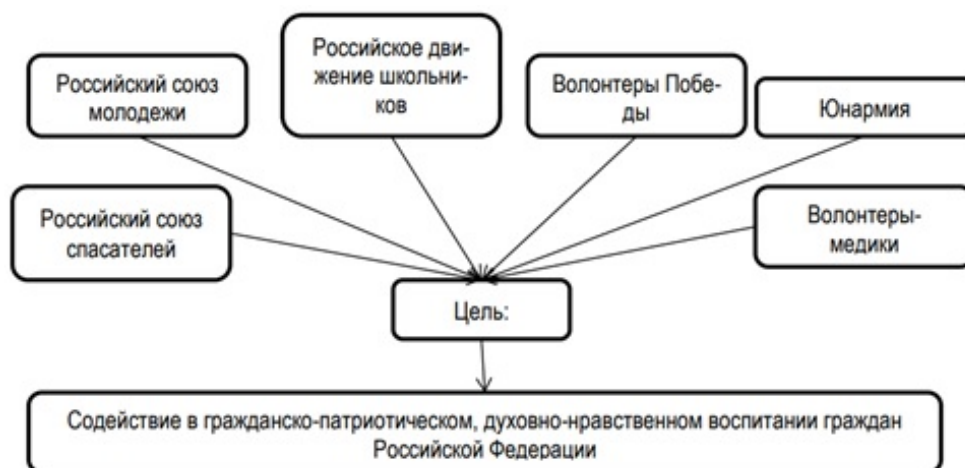 Российский союз
молодежи
Российское дви-
жение школьни-
ков
Волонтеры Побе-
ды
Юнармия
Российский союз
спасателей
Волонтеры-
медики
Цель:
Содействие в гражданско-патриотическом, духовно-нравственном воспитании граждан
Российской Федерации